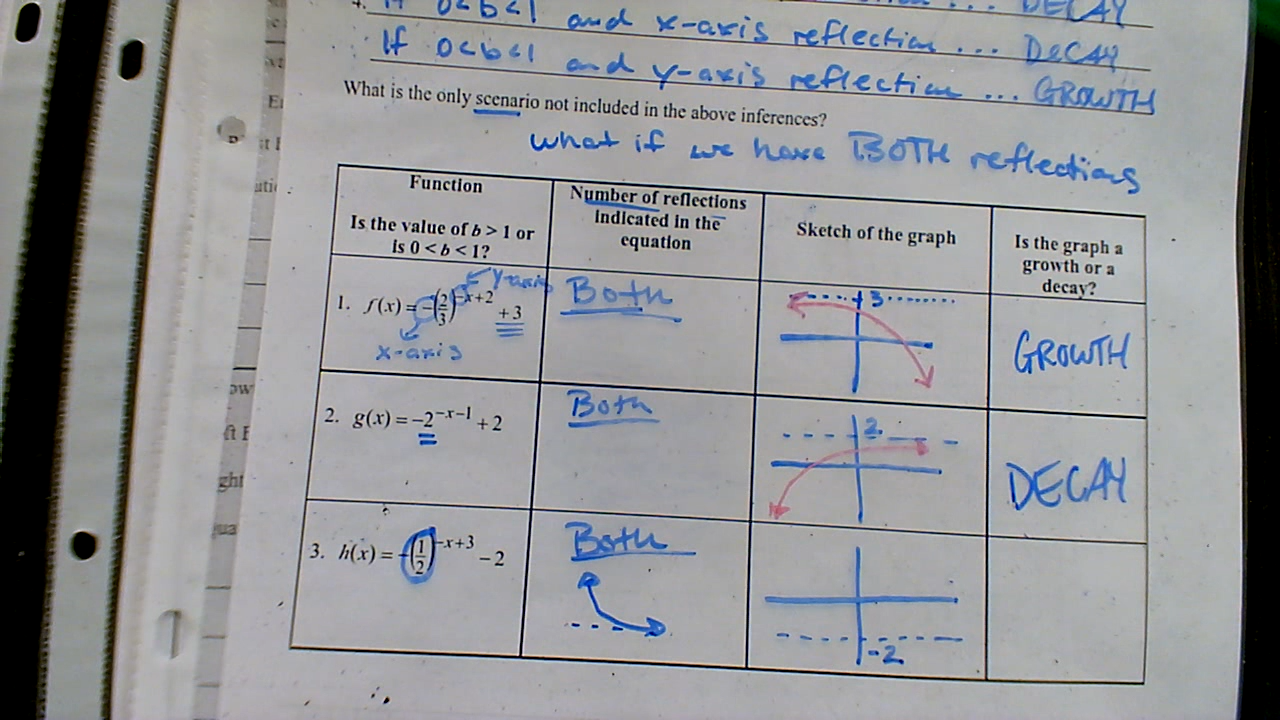 DECAY
4. If 0<b<1 and x-axis reflection ... DECAY
If 0<b<1 and y-axis reflection ... GROWTH
What is the only scenario not included in the above inferences?
what if we have BOTH reflections
Function
Is the value of b > 1 or
is 0 < b < 1?
Number of reflections
indicated in the
equation
Sketch of the graph
Is the graph a
growth or a
decay?
1. f(x) = -(2/3)^(-x+2) + 3
y-axis
x-axis
Both
3
GROWTH
2. g(x) = -2^(-x-1) + 2
Both
2
DECAY
3. h(x) = -(1/2)^(-x+3) - 2
Both
-2